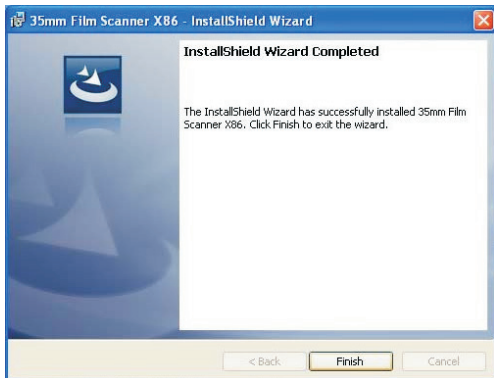 35mm Film Scanner X86 - InstallShield Wizard
InstallShield Wizard Completed
The InstallShield Wizard has successfully installed 35mm Film
Scanner X86. Click Finish to exit the wizard.
< Back
Finish
Cancel